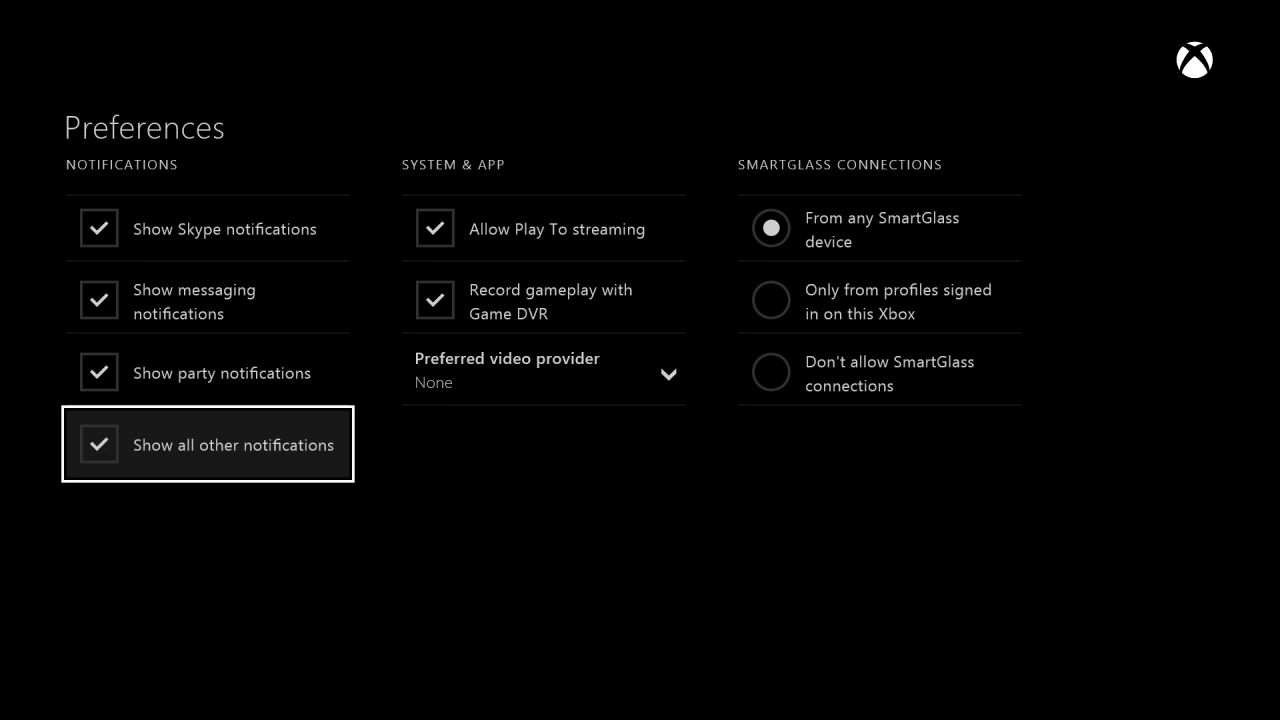 Preferences
NOTIFICATIONS
Show Skype notifications
Show messaging
notifications
Show party notifications
Show all other notifications
SYSTEM & APP
Allow Play To streaming
Record gameplay with
Game DVR
Preferred video provider
None
SMARTGLASS CONNECTIONS
From any SmartGlass
device
Only from profiles signed
in on this Xbox
Don't allow SmartGlass
connections